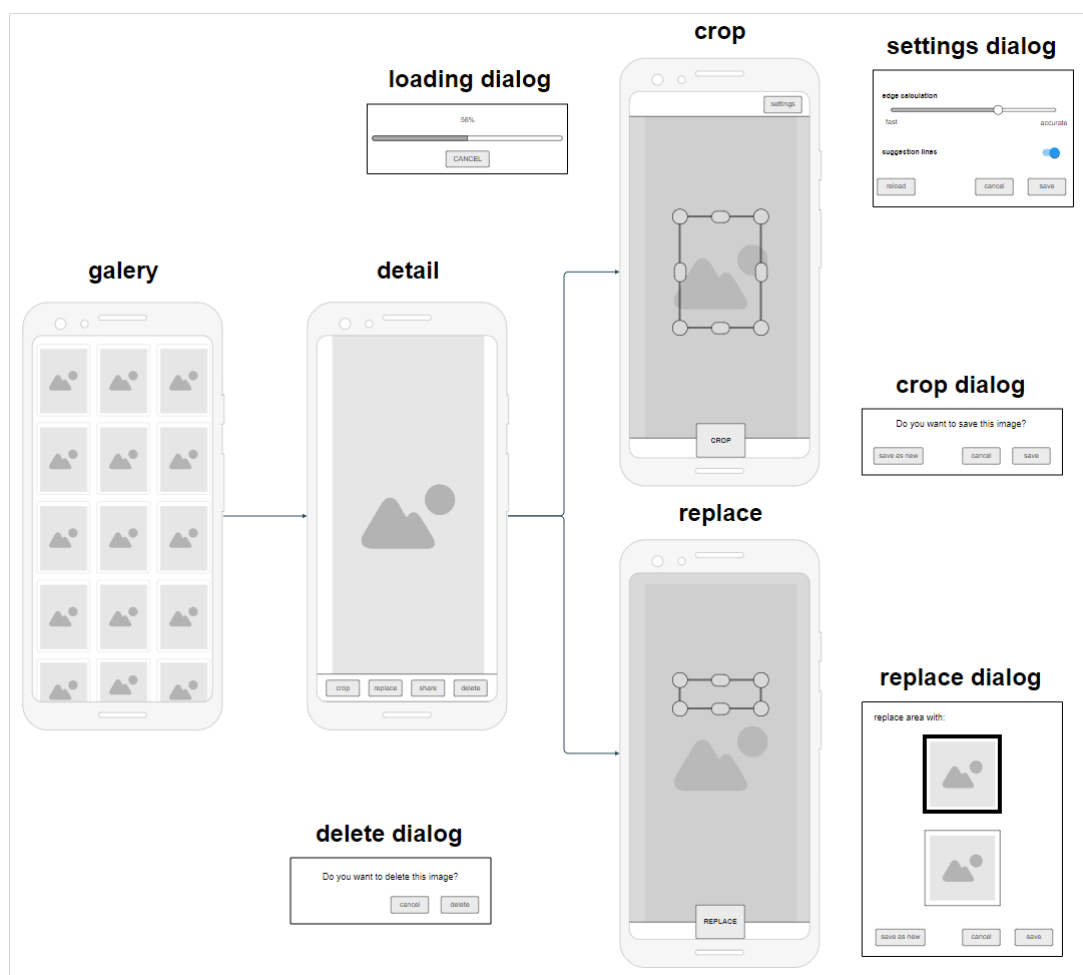 crop
settings dialog
loading dialog
settings
edge calculation
fast
accurate
suggestion lines
reload
cancel
save
56%
CANCEL
galery
detail
CROP
crop dialog
Do you want to save this image?
save as new
cancel
save
replace
crop
replace
share
delete
REPLACE
replace dialog
replace area with:
save as new
cancel
save
delete dialog
Do you want to delete this image?
cancel
delete